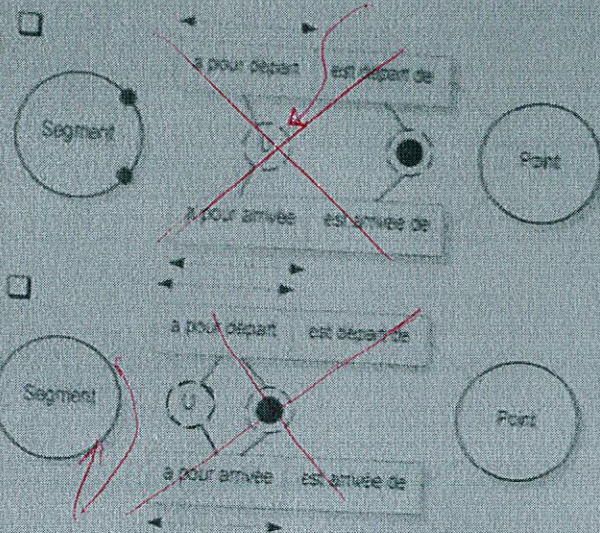 a pour départ est départ de
Segment
U
Point
a pour arrivée est arrivée de
a pour départ est départ de
Segment
U
Point
a pour arrivée est arrivée de